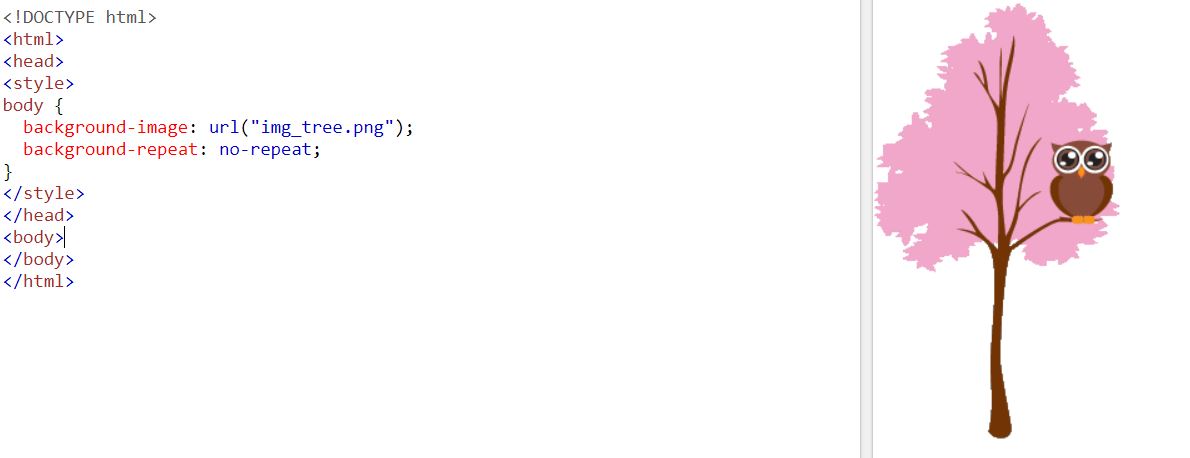 <!DOCTYPE html>
<html>
<head>
<style>
body {
  background-image: url("img_tree.png");
  background-repeat: no-repeat;
}
</style>
</head>
<body>
</body>
</html>